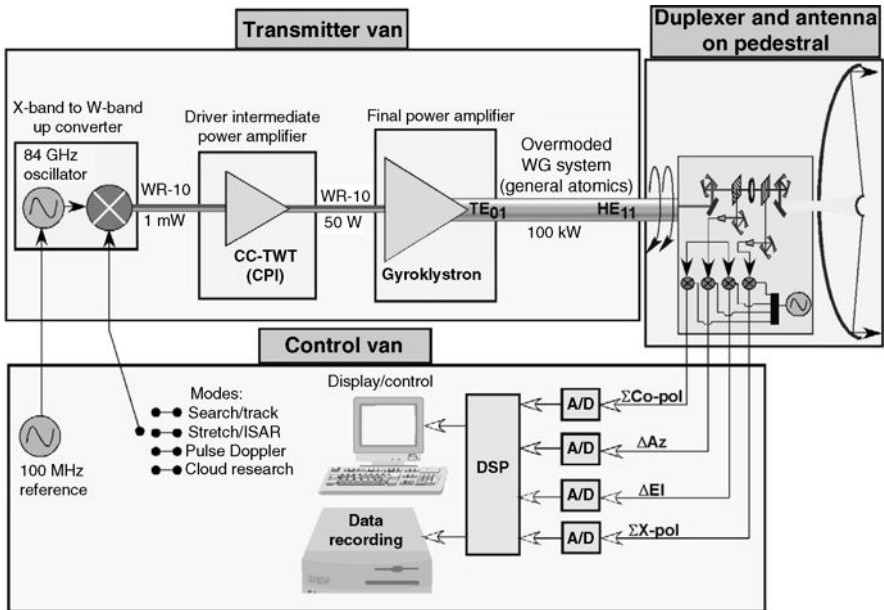 Transmitter van
Duplexer and antenna
on pedestral
X-band to W-band
up converter
84 GHz
oscillator
WR-10
1 mW
Driver intermediate
power amplifier
CC-TWT
(CPI)
WR-10
50 W
Final power amplifier
Gyroklystron
Overmoded
WG system
(general atomics)
TE01
HE11
100 kW
Control van
100 MHz
reference
Modes:
Search/track
Stretch/ISAR
Pulse Doppler
Cloud research
Display/control
Data
recording
DSP
A/D
ΣCo-pol
A/D
ΔAz
A/D
ΔEl
A/D
ΣX-pol